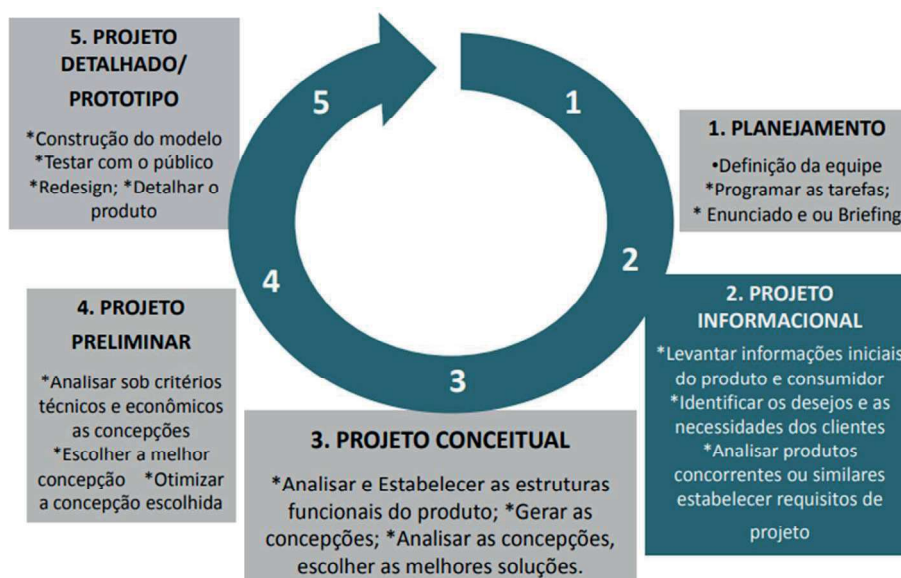 1
2
3
4
5
1. PLANEJAMENTO
•Definição da equipe
*Programar as tarefas;
* Enunciado e ou Briefing
2. PROJETO
INFORMACIONAL
*Levantar informações iniciais
do produto e consumidor
*Identificar os desejos e as
necessidades dos clientes
*Analisar produtos
concorrentes ou similares
estabelecer requisitos de
projeto
3. PROJETO CONCEITUAL
*Analisar e Estabelecer as estruturas
funcionais do produto; *Gerar as
concepções; *Analisar as concepções,
escolher as melhores soluções.
4. PROJETO
PRELIMINAR
*Analisar sob critérios
técnicos e econômicos
as concepções
*Escolher a melhor
concepção *Otimizar
a concepção escolhida
5. PROJETO
DETALHADO/
PROTOTIPO
*Construção do modelo
*Testar com o público
*Redesign; *Detalhar o
produto